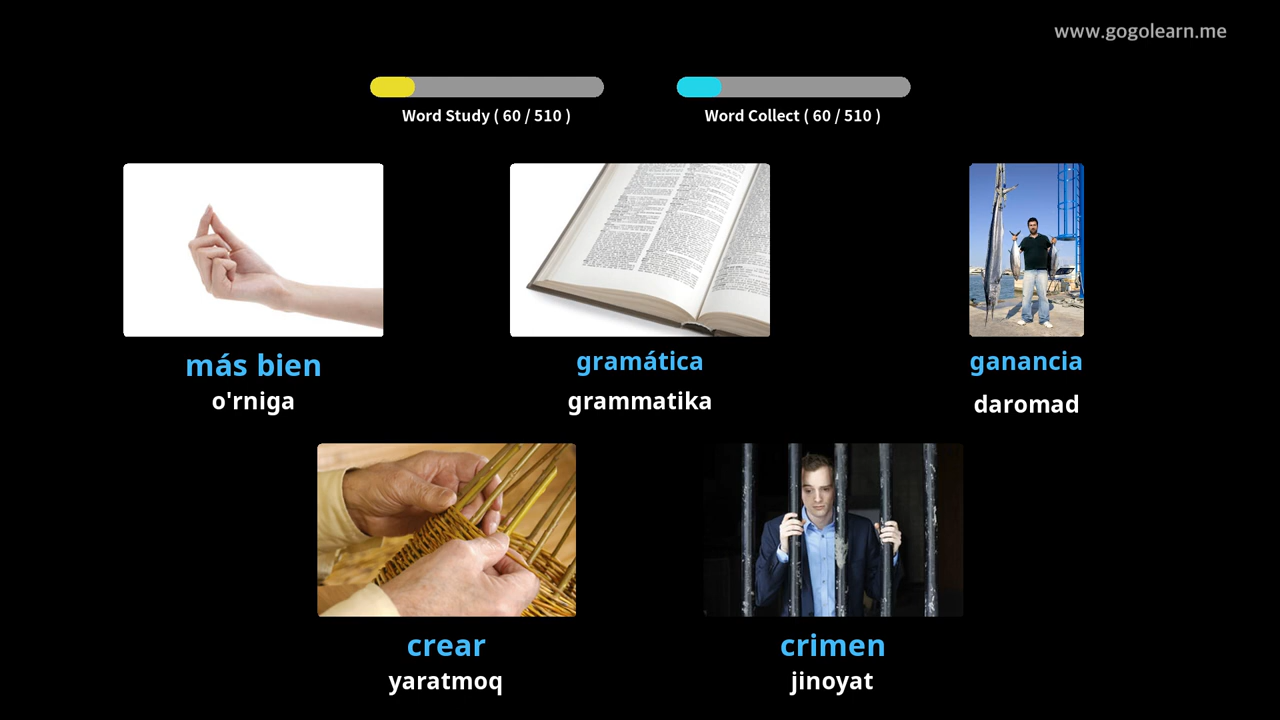 www.gogolearn.me
Word Study ( 60 / 510 )
Word Collect ( 60 / 510 )
más bien
o'rniga
gramática
grammatika
ganancia
daromad
crear
yaratmoq
crimen
jinoyat